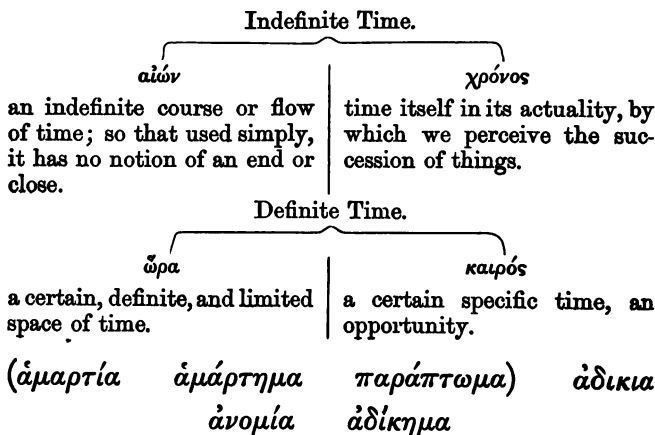 Indefinite Time.
αἰών
an indefinite course or flow
of time; so that used simply,
it has no notion of an end or
close.
χρόνος
time itself in its actuality, by
which we perceive the suc-
cession of things.
Definite Time.
ὥρα
a certain, definite, and limited
space of time.
καιρός
a certain specific time, an
opportunity.
(ἁμαρτία ἁμάρτημα παράπτωμα) ἀδικια
ἀνομία ἀδίκημα